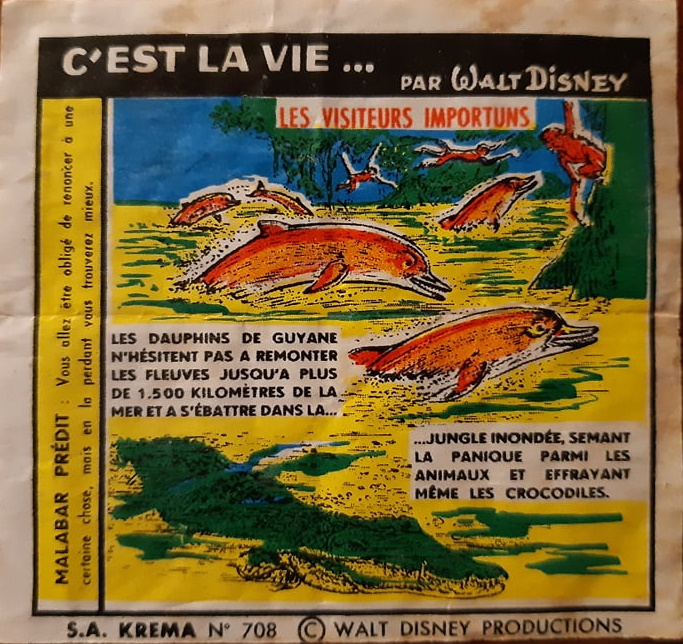 C'EST LA VIE ...
PAR WALT DISNEY
LES VISITEURS IMPORTUNS
MALABAR PRÉDIT : Vous allez être obligé de renoncer à une
certaine chose, mais en la perdant vous trouverez mieux.
LES DAUPHINS DE GUYANE
N'HÉSITENT PAS A REMONTER
LES FLEUVES JUSQU'A PLUS
DE 1.500 KILOMÈTRES DE LA
MER ET A S'ÉBATTRE DANS LA...
...JUNGLE INONDÉE, SEMANT
LA PANIQUE PARMI LES
ANIMAUX ET EFFRAYANT
MÊME LES CROCODILES.
S.A. KREMA N° 708 © WALT DISNEY PRODUCTIONS